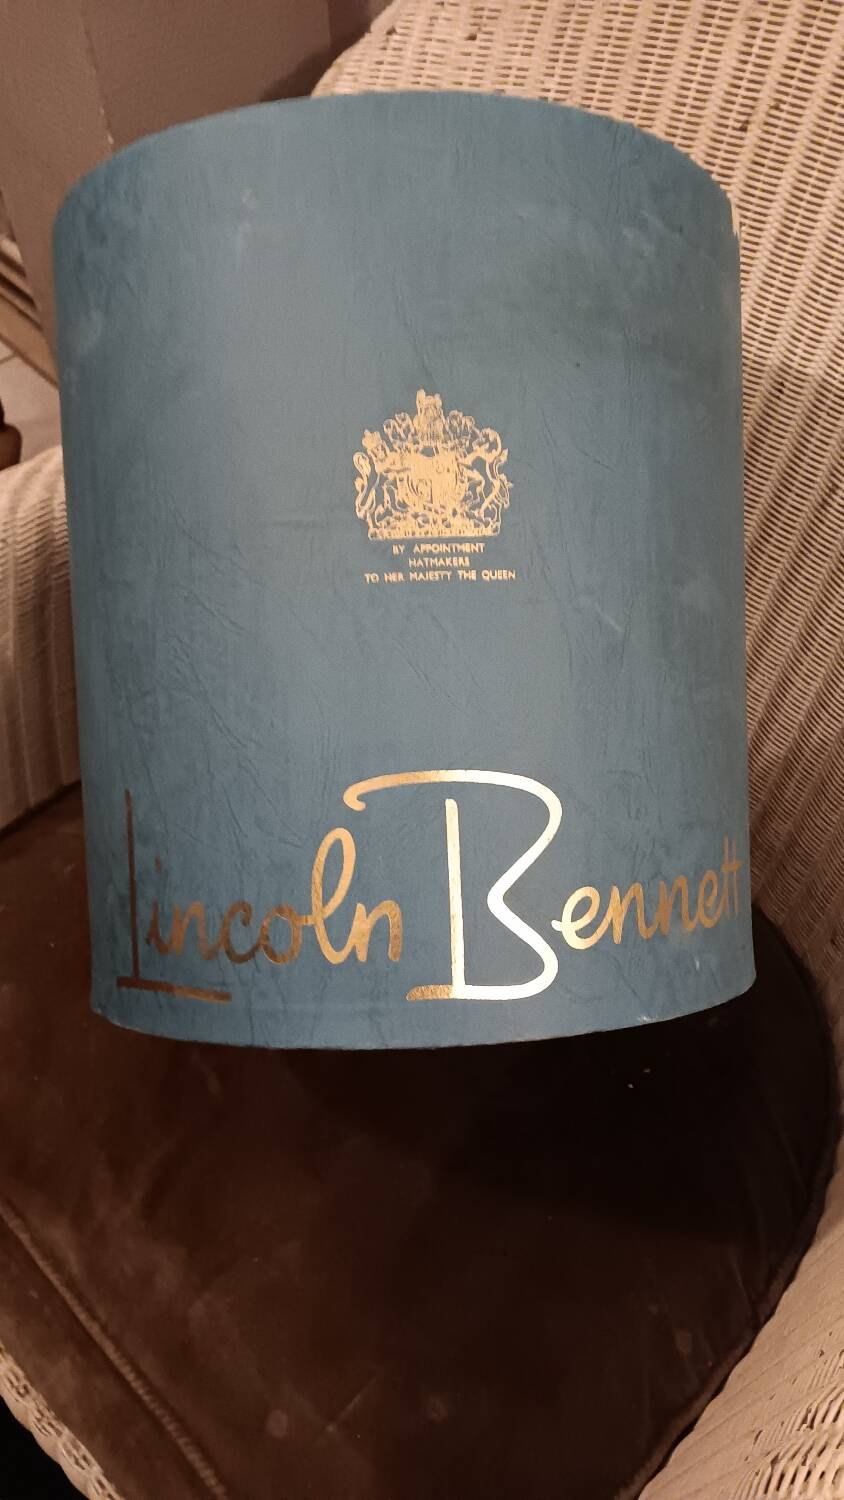 BY APPOINTMENT
HATMAKERS
TO HER MAJESTY THE QUEEN
Lincoln Bennett